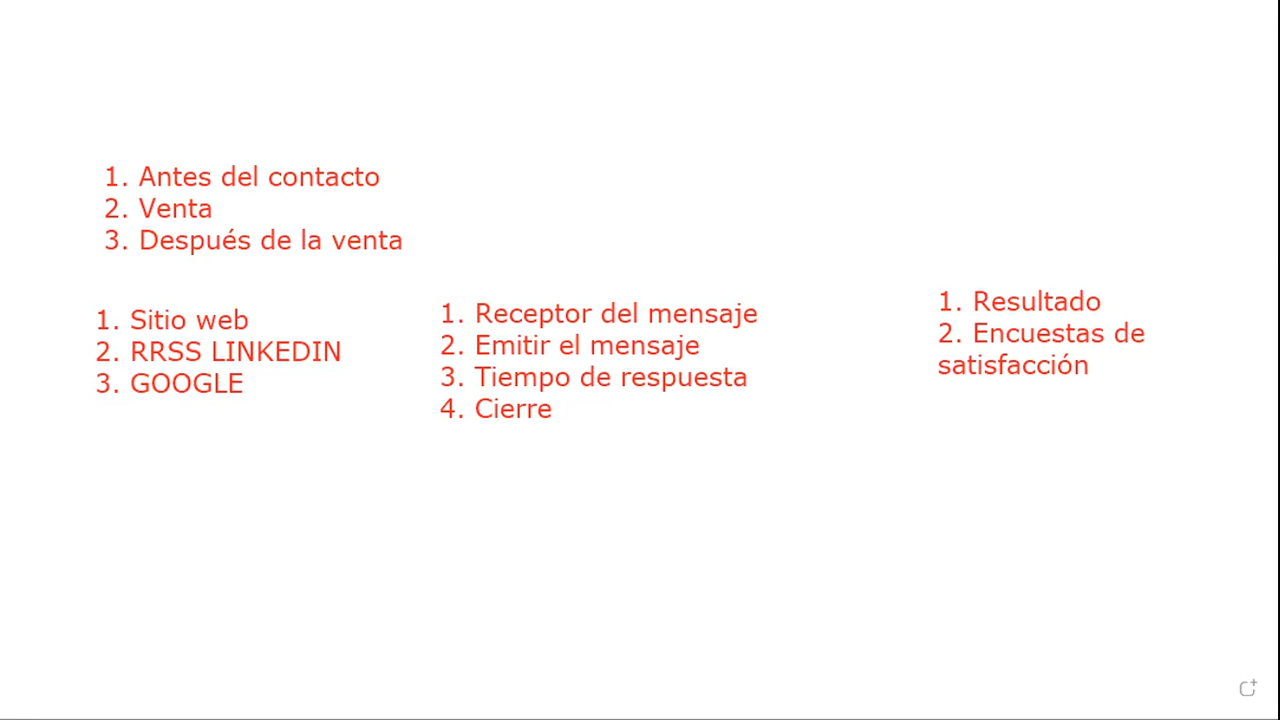 1. Antes del contacto
2. Venta
3. Después de la venta
1. Sitio web
2. RRSS LINKEDIN
3. GOOGLE
1. Receptor del mensaje
2. Emitir el mensaje
3. Tiempo de respuesta
4. Cierre
1. Resultado
2. Encuestas de
satisfacción